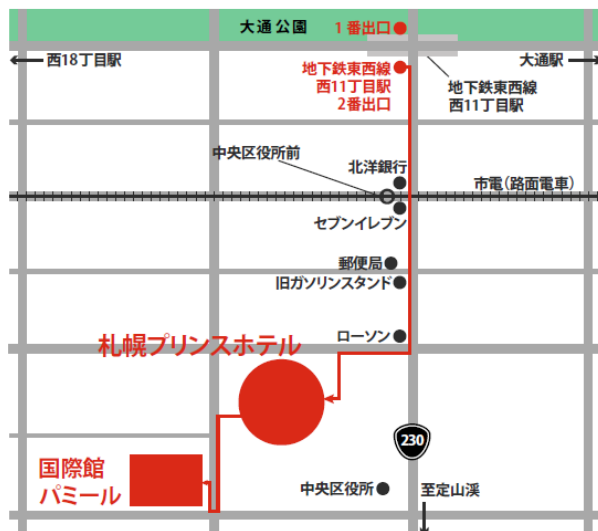 大通公園
1番出口
西18丁目駅
大通駅
地下鉄東西線
西11丁目駅
2番出口
地下鉄東西線
西11丁目駅
中央区役所前
北洋銀行
市電（路面電車）
セブンイレブン
郵便局
旧ガソリンスタンド
ローソン
札幌プリンスホテル
230
国際館
パミール
中央区役所
至定山渓